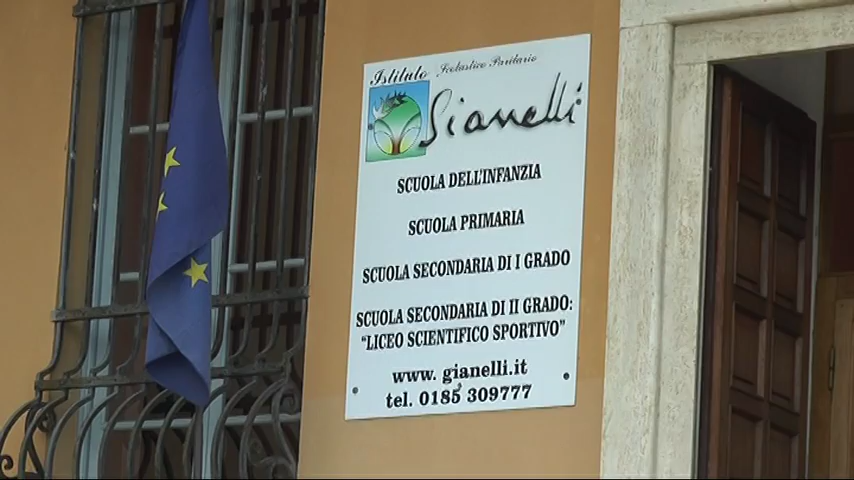 Istituto Scolastico Paritario
Gianelli
SCUOLA DELL'INFANZIA
SCUOLA PRIMARIA
SCUOLA SECONDARIA DI I GRADO
SCUOLA SECONDARIA DI II GRADO:
“LICEO SCIENTIFICO SPORTIVO”
www. gianelli.it
tel. 0185 309777